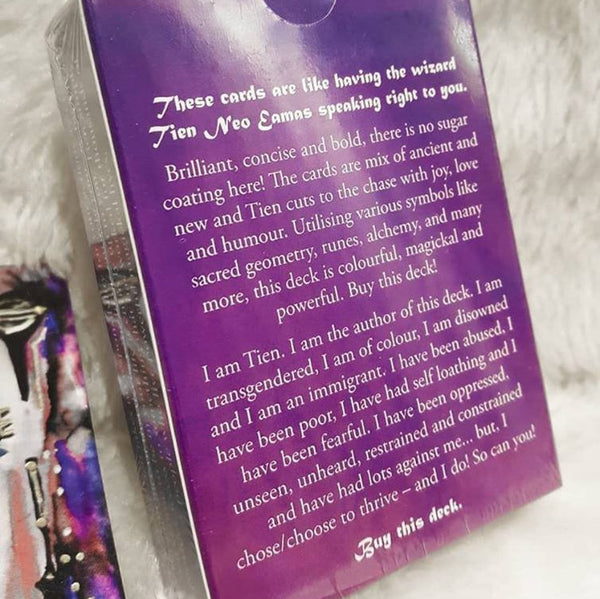 These cards are like having the wizard
Tien Neo Eamas speaking right to you.
Brilliant, concise and bold, there is no sugar
coating here! The cards are mix of ancient and
new and Tien cuts to the chase with joy, love
and humour. Utilising various symbols like
sacred geometry, runes, alchemy, and many
more, this deck is colourful, magickal and
powerful. Buy this deck!
I am Tien. I am the author of this deck. I am
transgendered, I am of colour, I am disowned
and I am an immigrant. I have been abused. I
have been poor, I have had self loathing and I
have been fearful. I have been oppressed,
unseen, unheard, restrained and constrained
and have had lots against me... but, I
chose/choose to thrive – and I do! So can you!
Buy this deck.